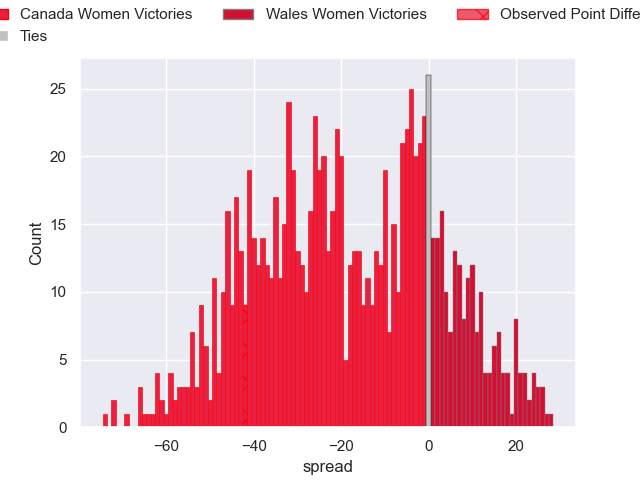 Canada Women Victories
Wales Women Victories
Observed Point Diffe
Ties
25
20
15
10
5
0
Count
−60
−40
−20
0
20
spread